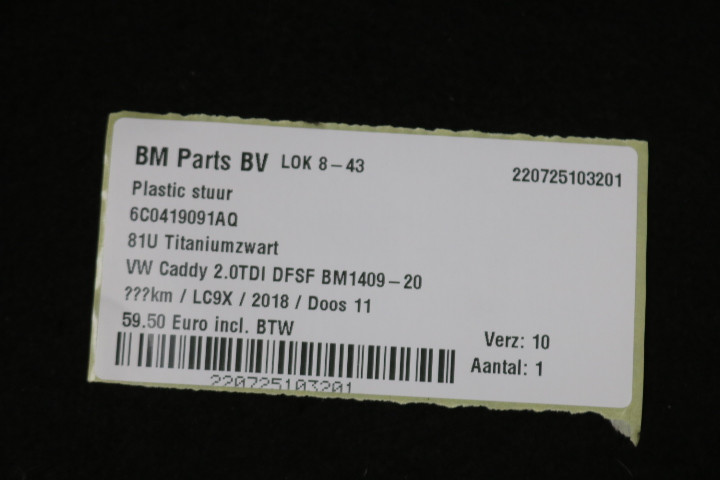 BM Parts BV LOK 8-43 220725103201
Plastic stuur
6C0419091AQ
81U Titaniumzwart
VW Caddy 2.0TDI DFSF BM1409-20
???km / LC9X / 2018 / Doos 11
59.50 Euro incl. BTW Verz: 10
Aantal: 1
220725103201